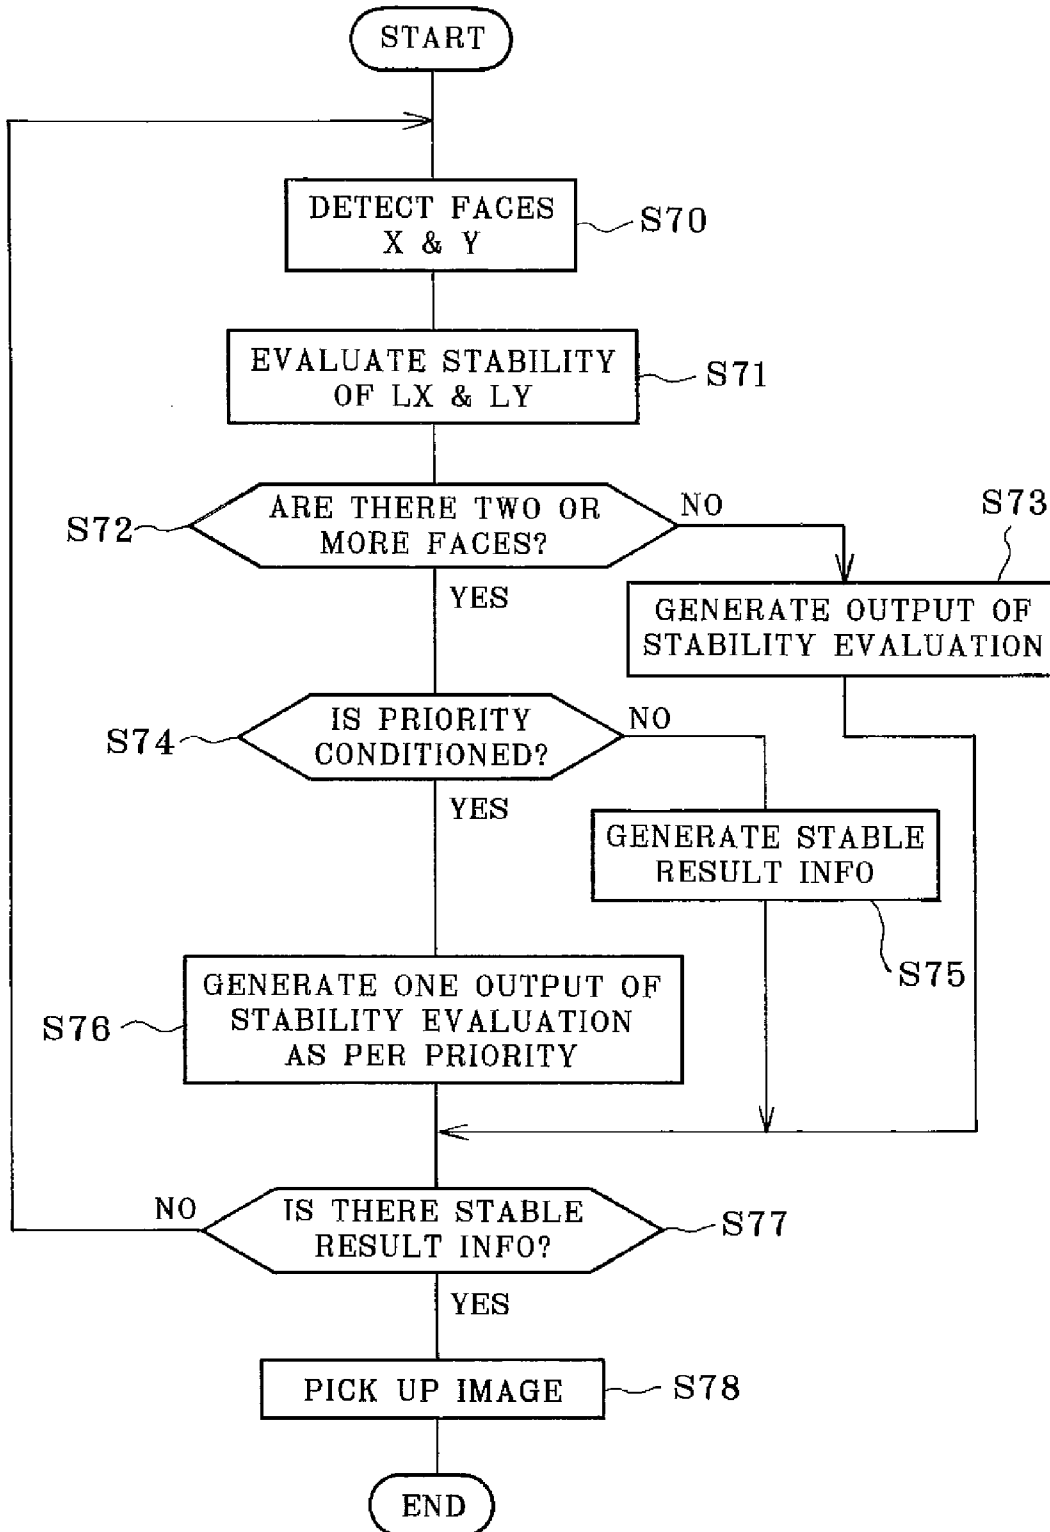 START
DETECT FACES
X & Y
S70
EVALUATE STABILITY
OF LX & LY
S71
ARE THERE TWO OR
MORE FACES?
S72
NO
S73
YES
GENERATE OUTPUT OF
STABILITY EVALUATION
IS PRIORITY
CONDITIONED?
S74
NO
YES
GENERATE STABLE
RESULT INFO
S75
GENERATE ONE OUTPUT OF
STABILITY EVALUATION
AS PER PRIORITY
S76
NO
IS THERE STABLE
RESULT INFO?
S77
YES
PICK UP IMAGE
S78
END